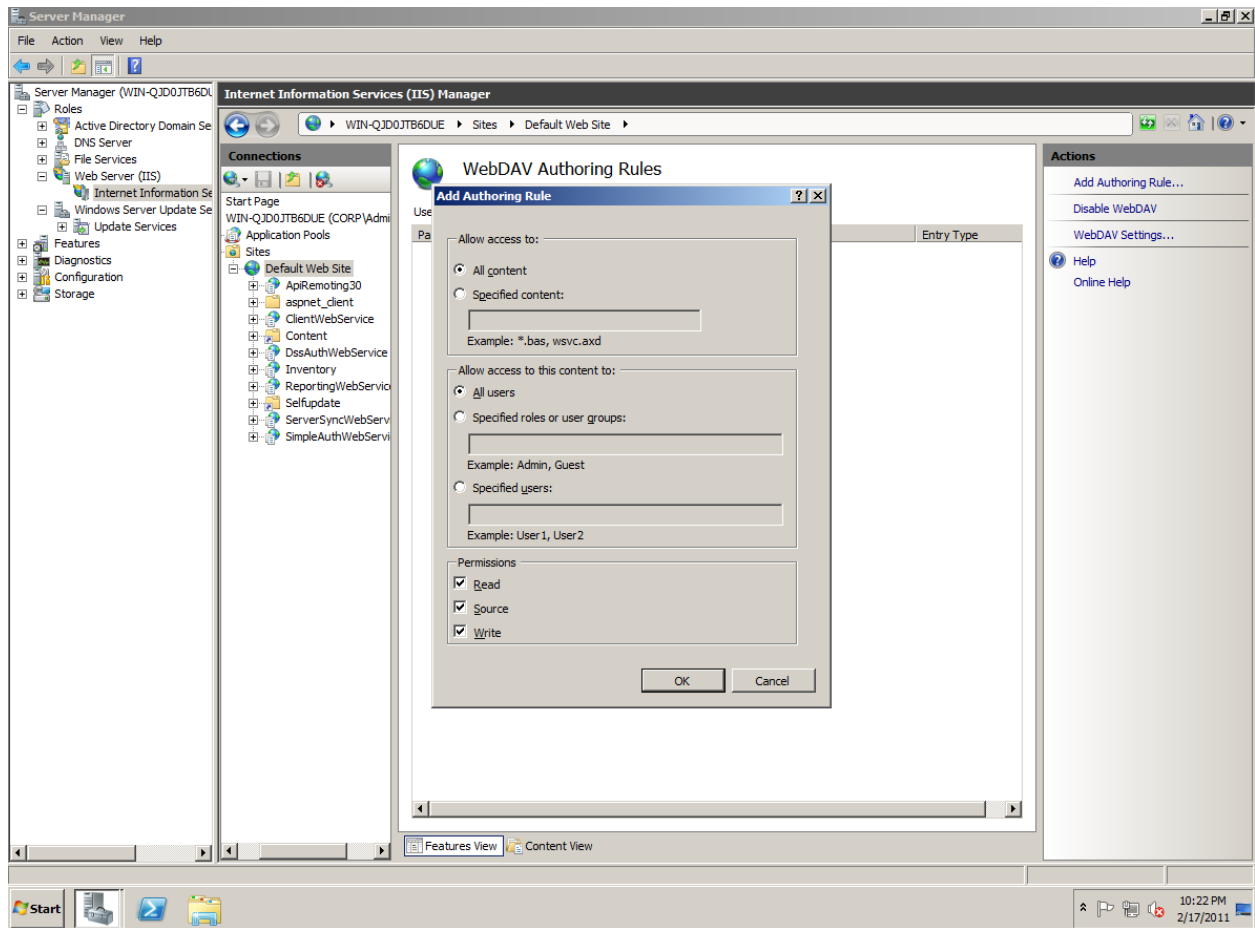 Server Manager
File Action View Help
Server Manager (WIN-QJD0JTB6DU
Roles
Active Directory Domain Se
DNS Server
File Services
Web Server (IIS)
Internet Information Se
Windows Server Update Se
Update Services
Features
Diagnostics
Configuration
Storage
Internet Information Services (IIS) Manager
WIN-QJD0JTB6DUE Sites Default Web Site
Connections
Start Page
WIN-QJD0JTB6DUE (CORP\Admi
Application Pools
Sites
Default Web Site
ApiRemoting30
aspnet_client
ClientWebService
Content
DssAuthWebService
Inventory
ReportingWebServic
Selfupdate
ServerSyncWebServ
SimpleAuthWebServi
WebDAV Authoring Rules
Use
Pa Entry Type
Add Authoring Rule
Allow access to:
All content
Specified content:
Example: *.bas, wsvc.axd
Allow access to this content to:
All users
Specified roles or user groups:
Example: Admin, Guest
Specified users:
Example: User1, User2
Permissions
Read
Source
Write
OK Cancel
Features View Content View
Actions
Add Authoring Rule...
Disable WebDAV
WebDAV Settings...
Help
Online Help
Start
10:22 PM
2/17/2011